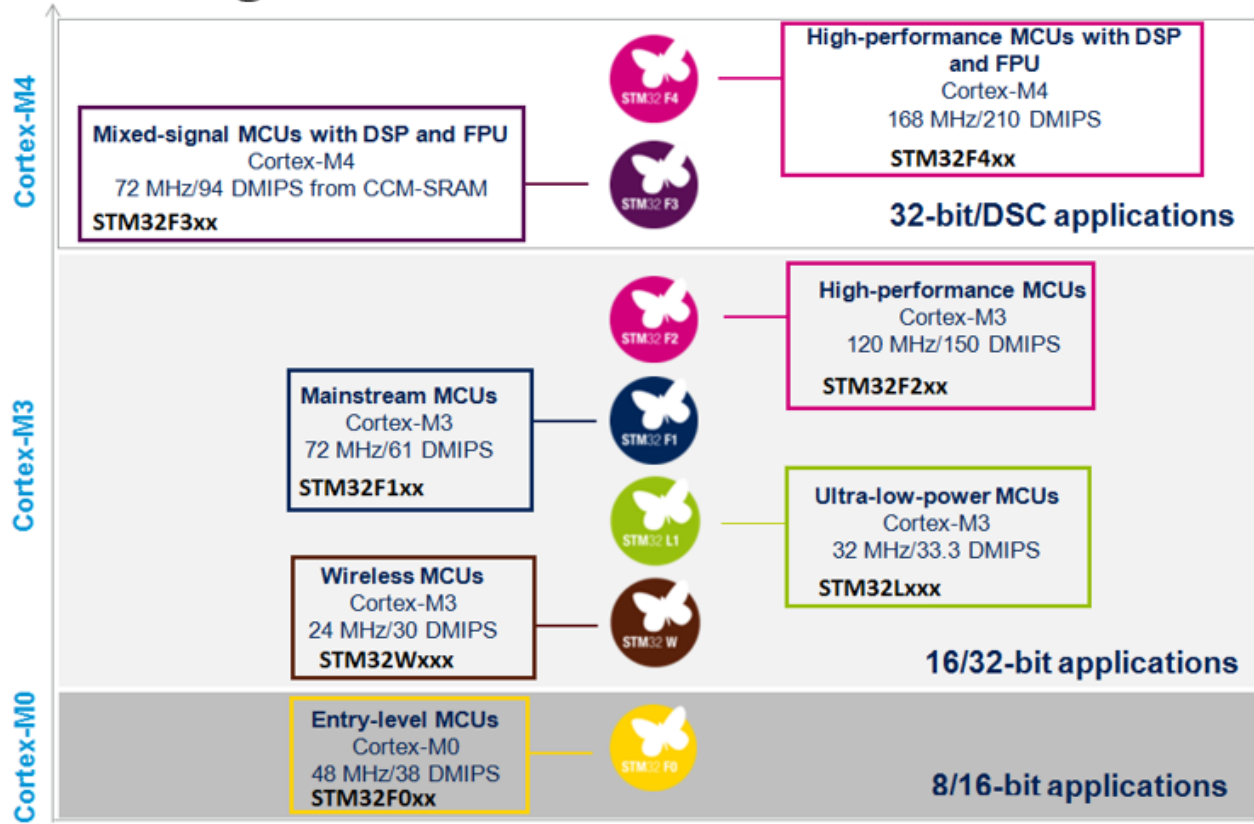 Cortex-M4
STM32 F4
High-performance MCUs with DSP
and FPU
Cortex-M4
168 MHz/210 DMIPS
STM32F4xx
Mixed-signal MCUs with DSP and FPU
Cortex-M4
72 MHz/94 DMIPS from CCM-SRAM
STM32F3xx
STM32 F3
32-bit/DSC applications
Cortex-M3
STM32 F2
High-performance MCUs
Cortex-M3
120 MHz/150 DMIPS
STM32F2xx
Mainstream MCUs
Cortex-M3
72 MHz/61 DMIPS
STM32F1xx
STM32 F1
STM32 L1
Ultra-low-power MCUs
Cortex-M3
32 MHz/33.3 DMIPS
STM32Lxxx
Wireless MCUs
Cortex-M3
24 MHz/30 DMIPS
STM32Wxxx
STM32 W
16/32-bit applications
Cortex-M0
Entry-level MCUs
Cortex-M0
48 MHz/38 DMIPS
STM32F0xx
STM32 F0
8/16-bit applications